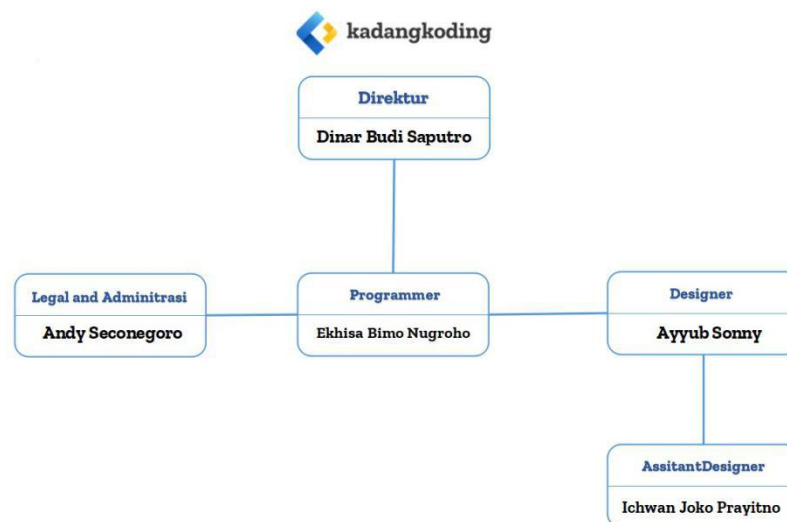 kadangkoding
Direktur
Dinar Budi Saputro
Legal and Adminitrasi
Andy Seconegoro
Programmer
Ekhisa Bimo Nugroho
Designer
Ayyub Sonny
AssitantDesigner
Ichwan Joko Prayitno